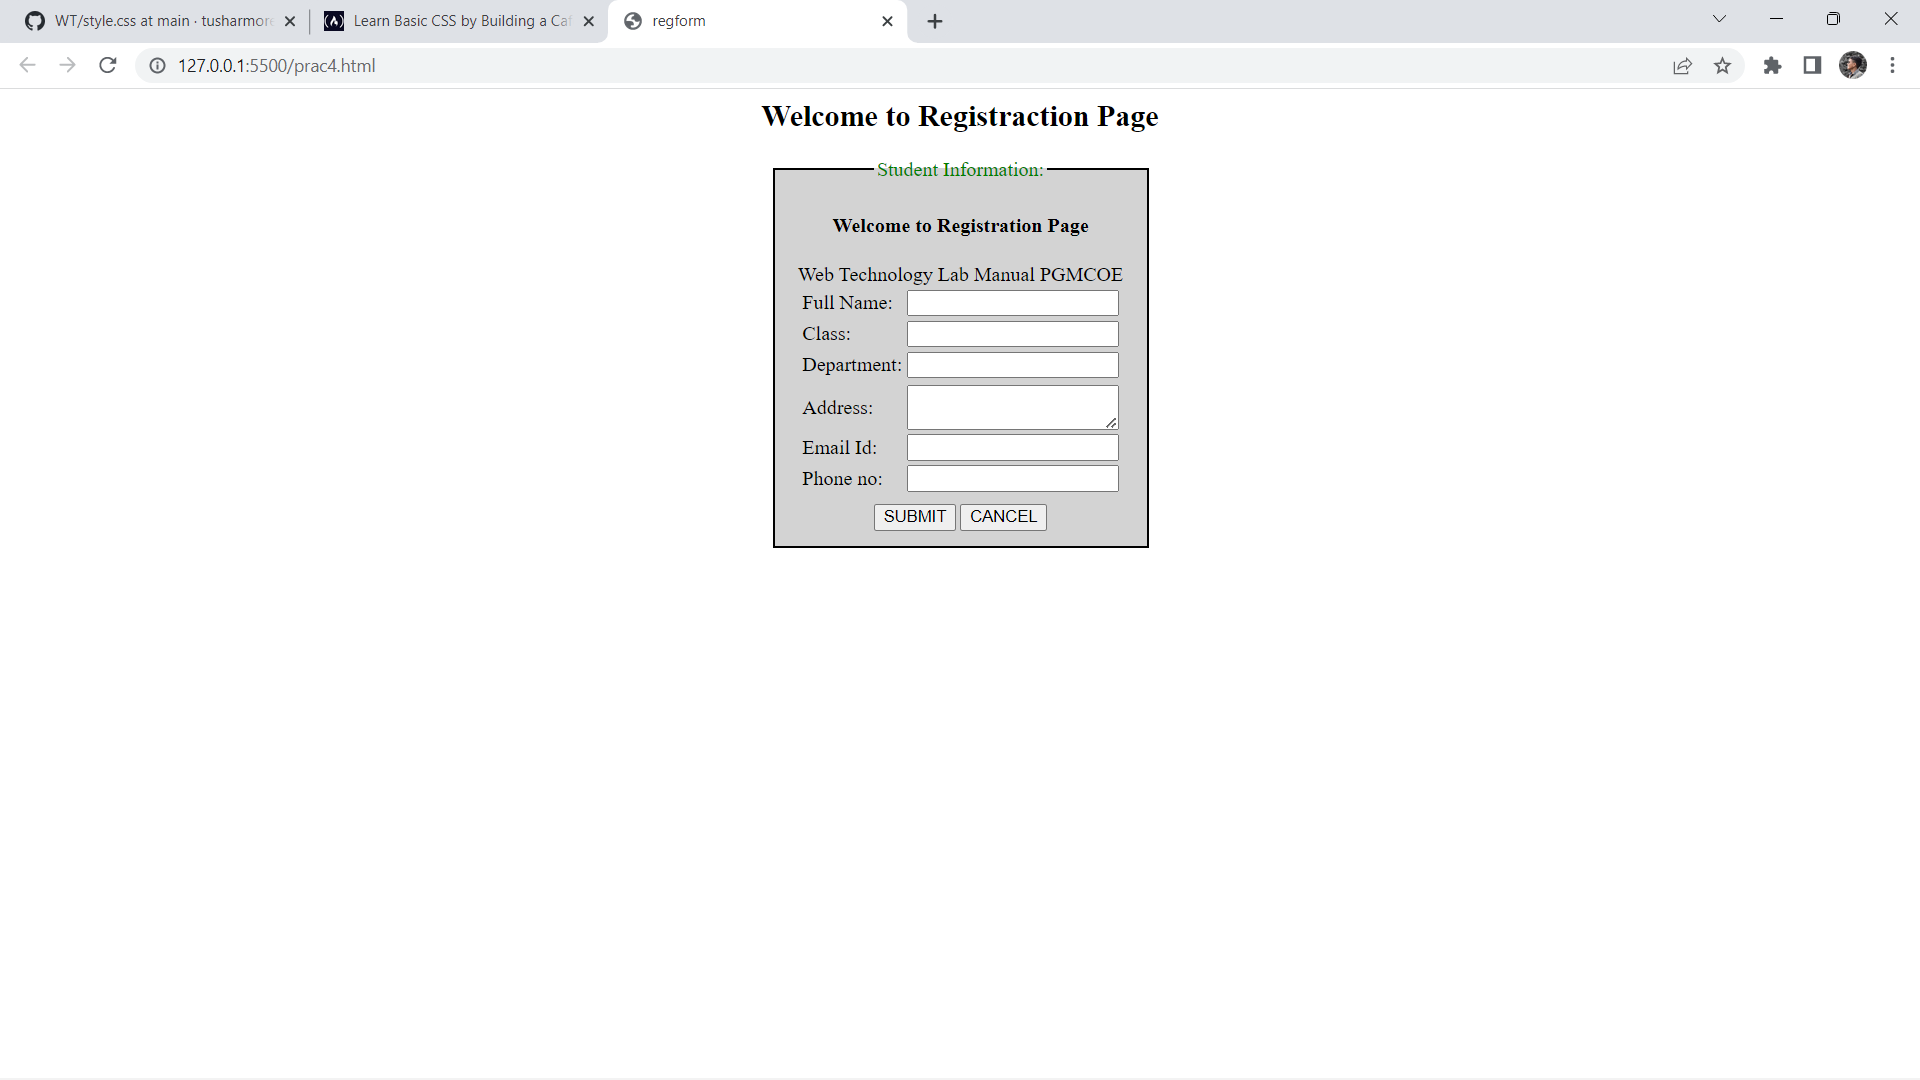 WT/style.css at main · tusharmore
Learn Basic CSS by Building a Caf
regform
127.0.0.1:5500/prac4.html
Welcome to Registraction Page
Student Information:
Welcome to Registration Page
Web Technology Lab Manual PGMCOE
Full Name:
Class:
Department:
Address:
Email Id:
Phone no:
SUBMIT CANCEL